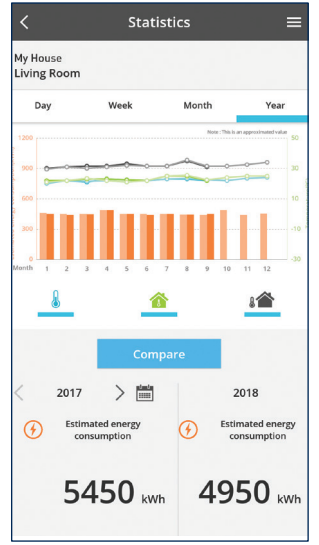 Statistics
My House
Living Room
Day Week Month Year
Note : This is an approximated value
1200 50
900 30
600 10
300 -10
0 -30
Month 1 2 3 4 5 6 7 8 9 10 11 12
Compare
2017 2018
Estimated energy consumption Estimated energy consumption
5450 kWh 4950 kWh